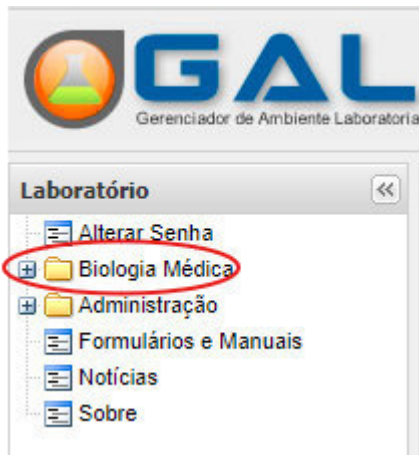 GAL
Gerenciador de Ambiente Laboratoria
Laboratório
Alterar Senha
Biologia Médica
Administração
Formulários e Manuais
Notícias
Sobre